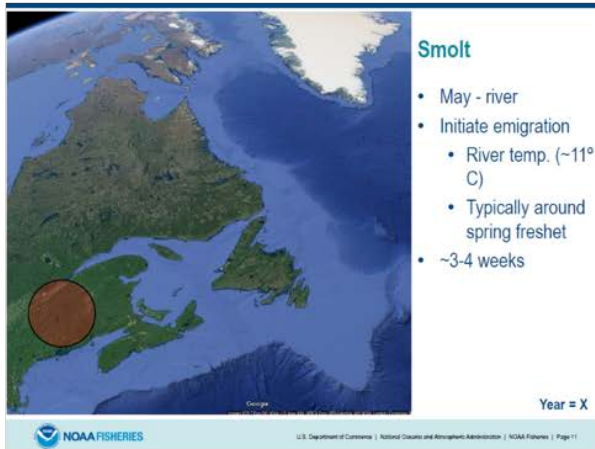 Smolt
• May - river
• Initiate emigration
• River temp. (~11º
C)
• Typically around
spring freshet
• ~3-4 weeks
Google
Year = X
NOAA FISHERIES
U.S. Department of Commerce | National Oceanic and Atmospheric Administration | NOAA Fisheries | Page 11